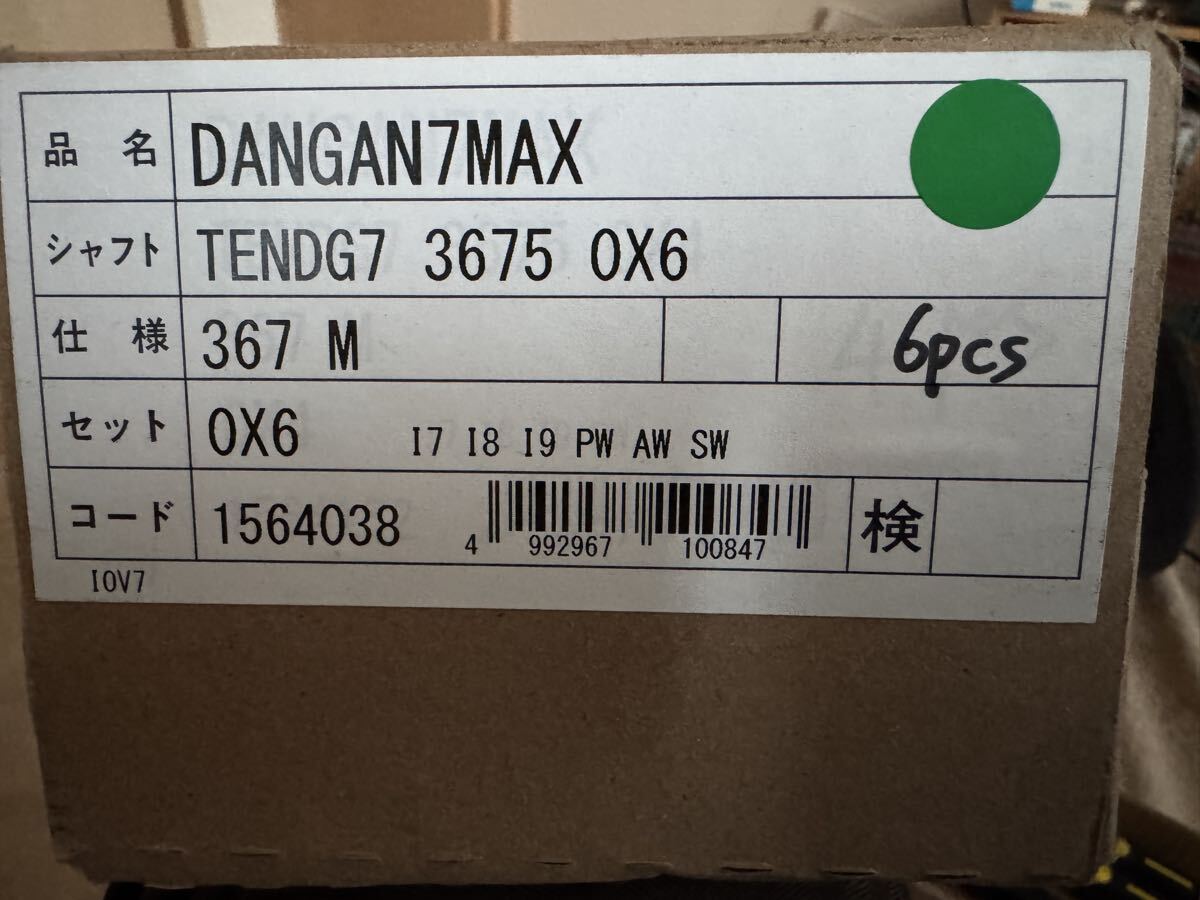 品名 DANGAN7MAX
シャフト TENDG7 3675 0X6
仕様 367 M 6pcs
セット 0X6 I7 I8 I9 PW AW SW
コード 1564038 4 992967 100847 検
IOV7